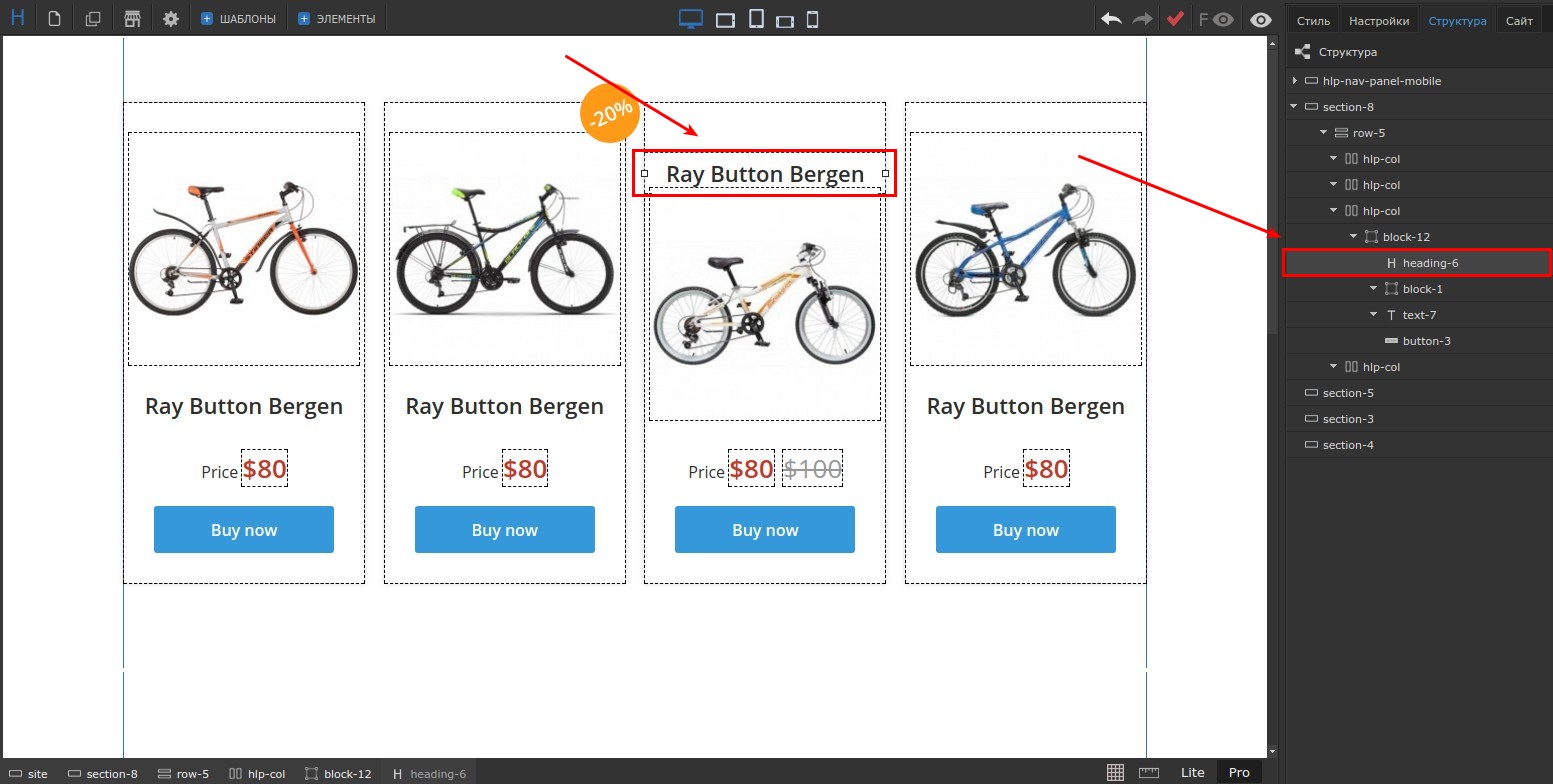 H ШАБЛОНЫ ЭЛЕМЕНТЫ F
Стиль Настройки Структура Сайт
Структура
hlp-nav-panel-mobile
section-8
row-5
hlp-col
hlp-col
hlp-col
block-12
H heading-6
block-1
T text-7
button-3
hlp-col
section-5
section-3
section-4
-20%
Ray Button Bergen
Ray Button Bergen
Ray Button Bergen
Ray Button Bergen
Price $80
Price $80
Price $80 $100
Price $80
Buy now
Buy now
Buy now
Buy now
site section-8 row-5 hlp-col block-12 H heading-6 Lite Pro